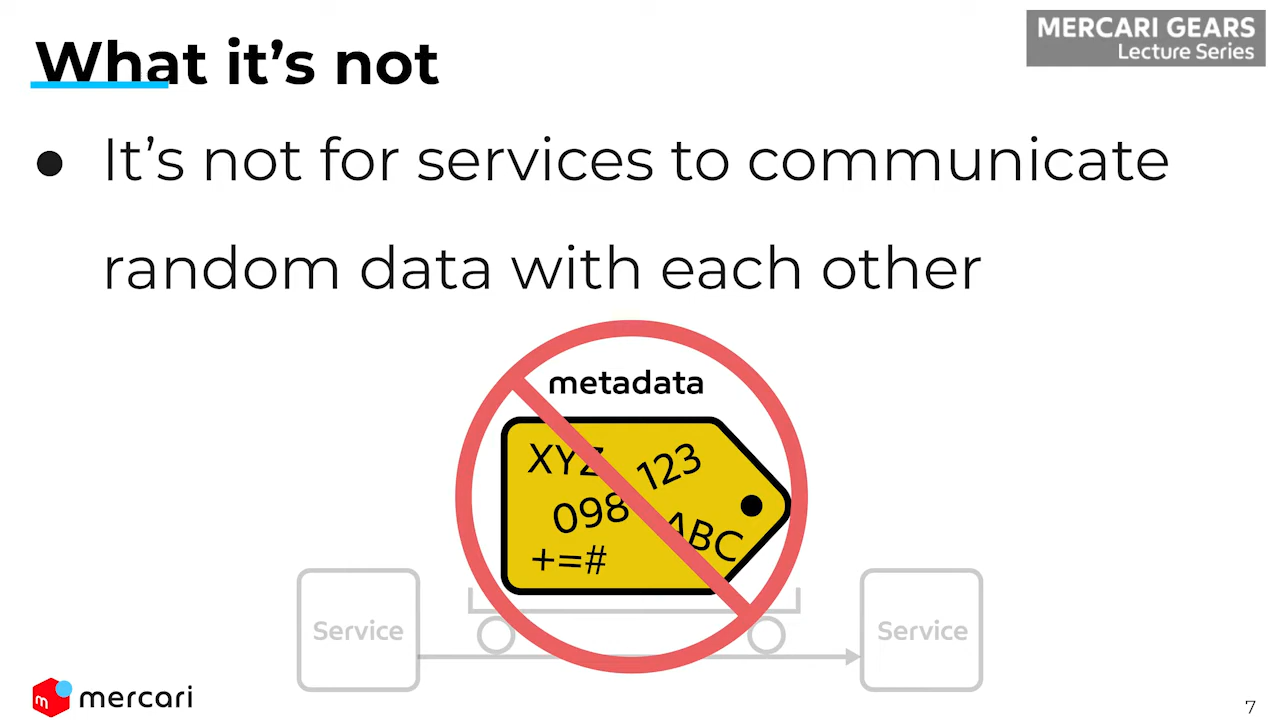 What it's not
MERCARI GEARS
Lecture Series
● It's not for services to communicate
random data with each other
metadata
XYZ
123
098
ABC
+=#
Service
Service
m
mercari
7